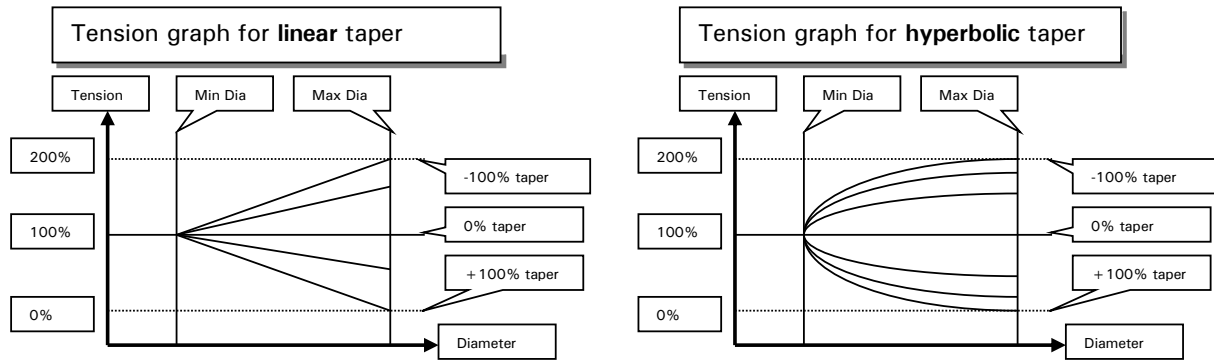 Tension graph for linear taper
Tension
Min Dia
Max Dia
200%
-100% taper
100%
0% taper
+100% taper
0%
Diameter
Tension graph for hyperbolic taper
Tension
Min Dia
Max Dia
200%
-100% taper
100%
0% taper
+100% taper
0%
Diameter